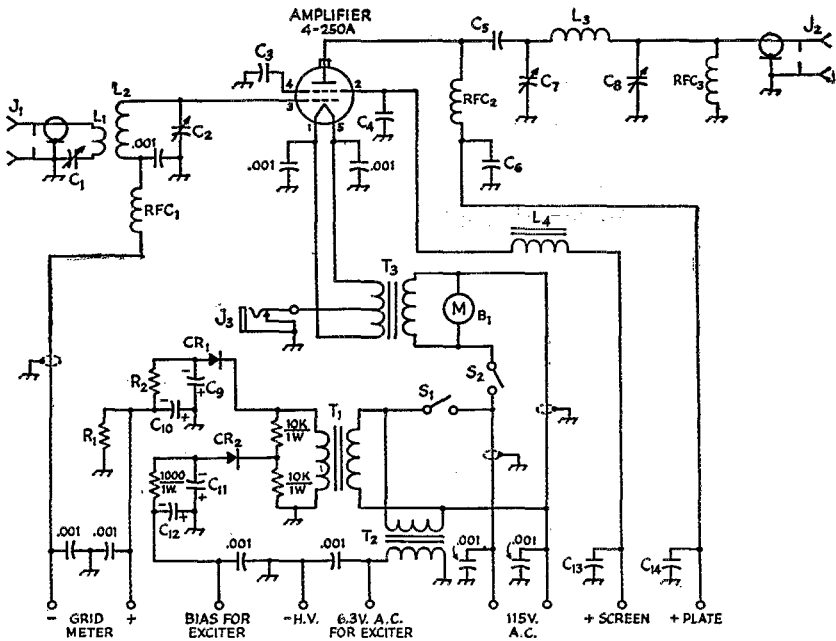 AMPLIFIER
4-250A
C3
4
3
2
1
5
C4
C5
L3
J2
C7
C8
RFC2
RFC3
C6
J1
L1
L2
C1
.001
C2
RFC1
.001
.001
L4
T3
J3
M
B1
S2
CR1
R2
C9
C10
R1
CR2
1000
1W.
C11
C12
10K
1W
10K
1W
T1
S1
T2
.001
.001
.001
.001
.001
.001
C13
C14
-
GRID
METER
+
BIAS FOR
EXCITER
-H.V.
6.3V. A.C.
FOR EXCITER
115V.
A.C.
+ SCREEN
+ PLATE